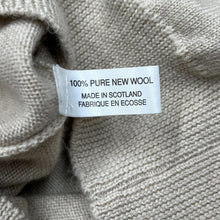 100% PURE NEW WOOL
MADE IN SCOTLAND
FABRIQUE EN ECOSSE